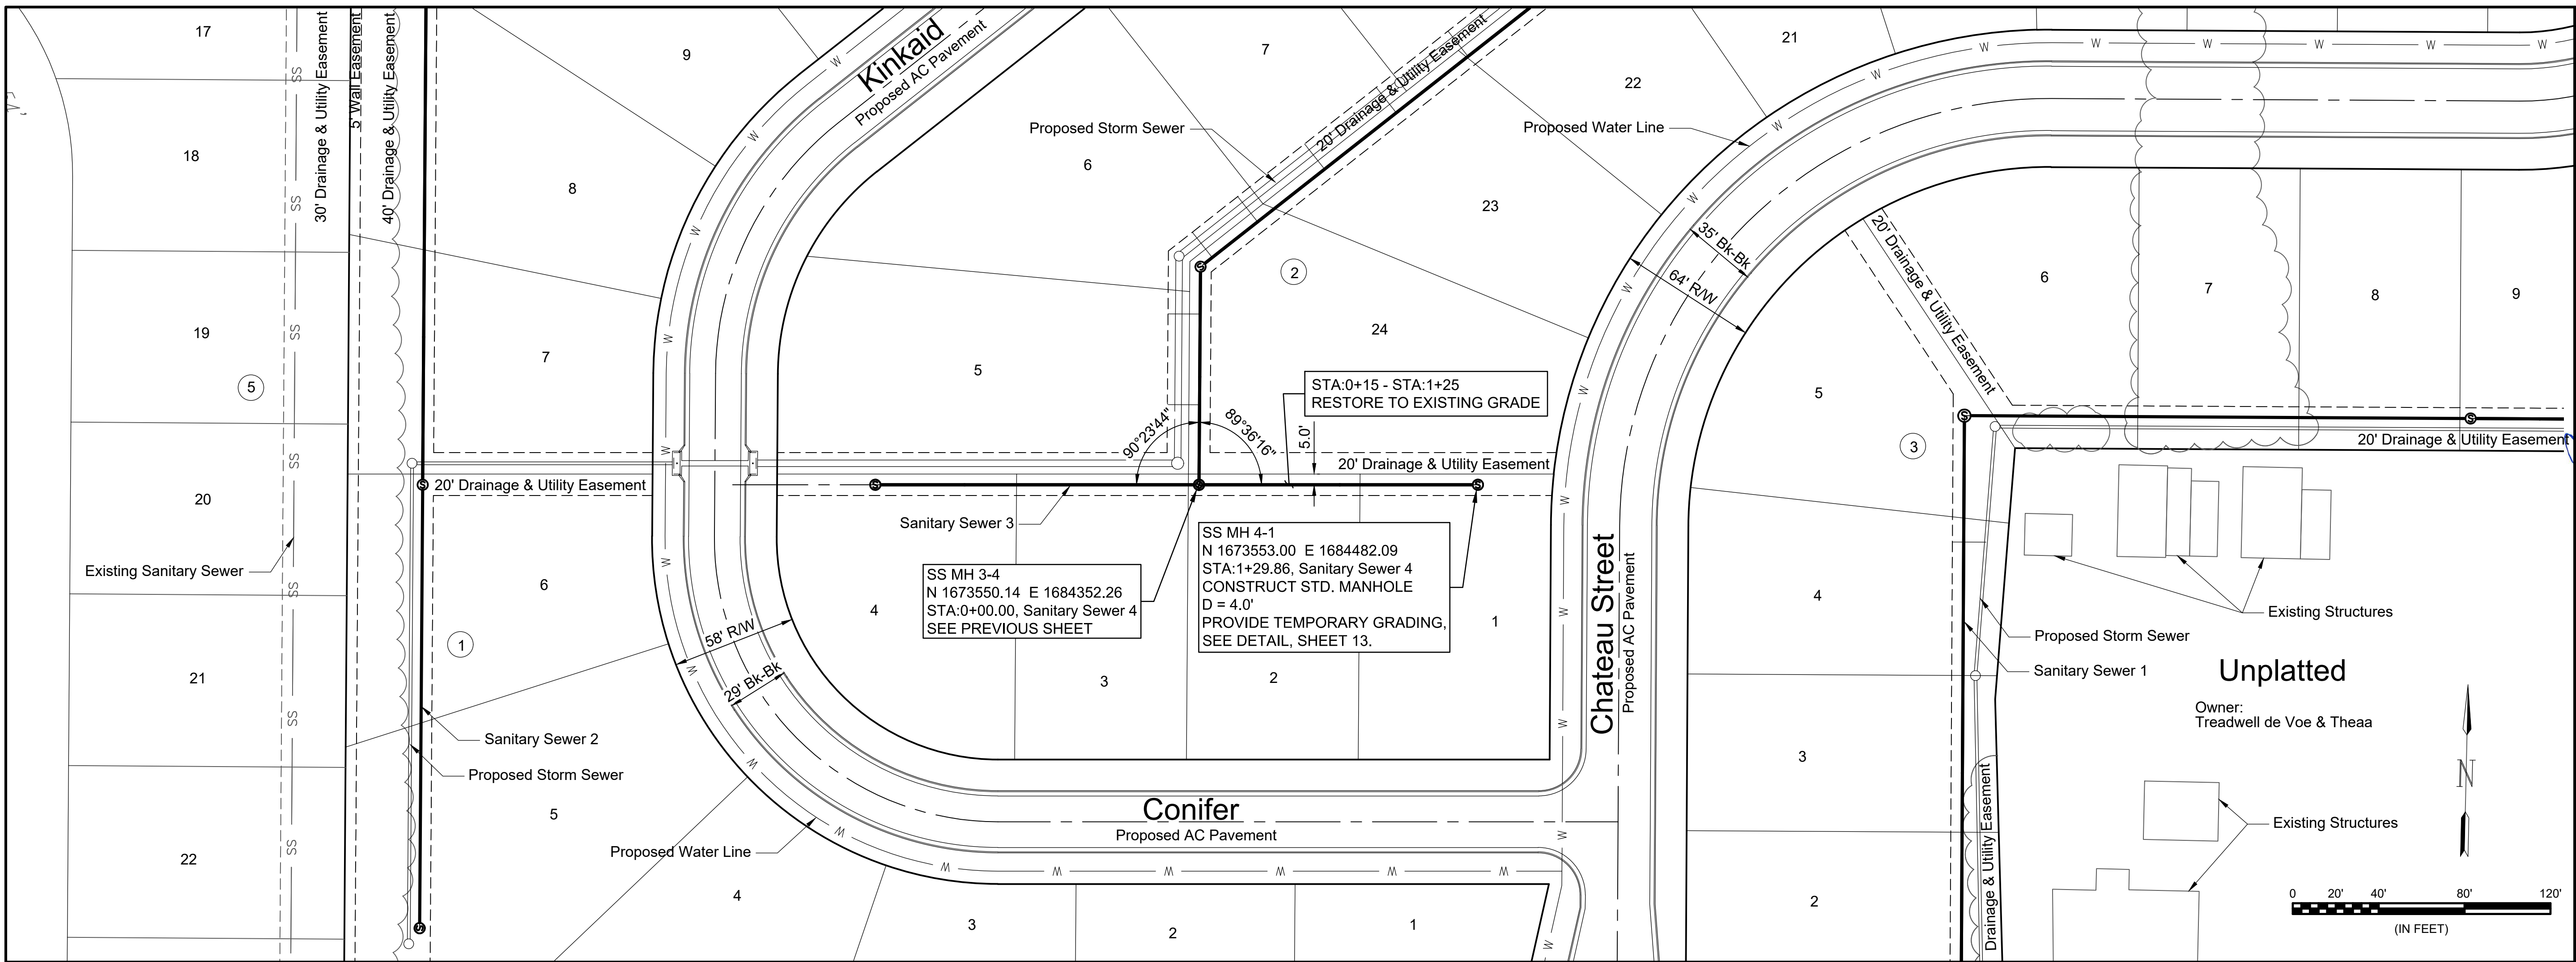 17
18
19
20
21
22
5
SS
SS
SS
SS
SS
SS
SS
30' Drainage & Utility Easement
5' Wall Easement
40' Drainage & Utility Easement
Existing Sanitary Sewer
9
8
7
6
5
4
3
2
1
1
20' Drainage & Utility Easement
Sanitary Sewer 2
Proposed Storm Sewer
Proposed Water Line
Kinkaid
Proposed AC Pavement
58' R/W
29' Bk-Bk
Conifer
Proposed AC Pavement
7
6
5
4
3
2
1
2
Proposed Storm Sewer
20' Drainage & Utility Easement
21
22
23
24
Proposed Water Line
STA:0+15 - STA:1+25
RESTORE TO EXISTING GRADE
90°23'44"
89°36'16"
5.0'
20' Drainage & Utility Easement
Sanitary Sewer 3
SS MH 3-4
N 1673550.14 E 1684352.26
STA:0+00.00, Sanitary Sewer 4
SEE PREVIOUS SHEET
SS MH 4-1
N 1673553.00 E 1684482.09
STA:1+29.86, Sanitary Sewer 4
CONSTRUCT STD. MANHOLE
D = 4.0'
PROVIDE TEMPORARY GRADING,
SEE DETAIL, SHEET 13.
35' Bk-Bk
64' R/W
Chateau Street
Proposed AC Pavement
W
W
W
W
W
W
W
W
20' Drainage & Utility Easement
6
7
8
9
5
4
3
2
3
20' Drainage & Utility Easement
Existing Structures
Proposed Storm Sewer
Sanitary Sewer 1
Unplatted
Owner:
Treadwell de Voe & Theaa
Existing Structures
Drainage & Utility Easement
N
0 20' 40' 80' 120'
(IN FEET)